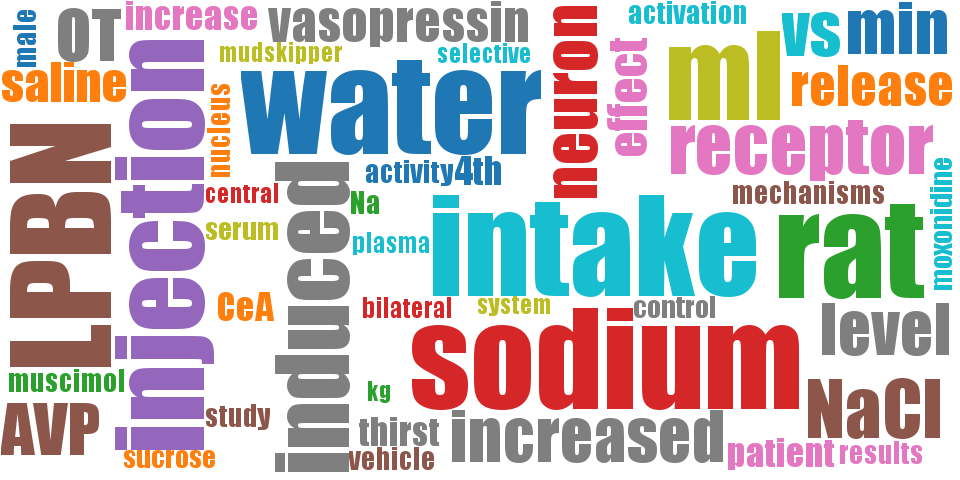 male
OT
increase
vasopressin
activation
vs
min
mudskipper
selective
saline
water
neuron
effect
ml
release
nucleus
injection
receptor
LPBN
activity
4th
mechanisms
central
Na
induced
intake
rat
moxonidine
serum
plasma
CeA
bilateral
system
control
level
sodium
muscimol
kg
NaCl
AVP
study
thirst
increased
sucrose
vehicle
patient
results